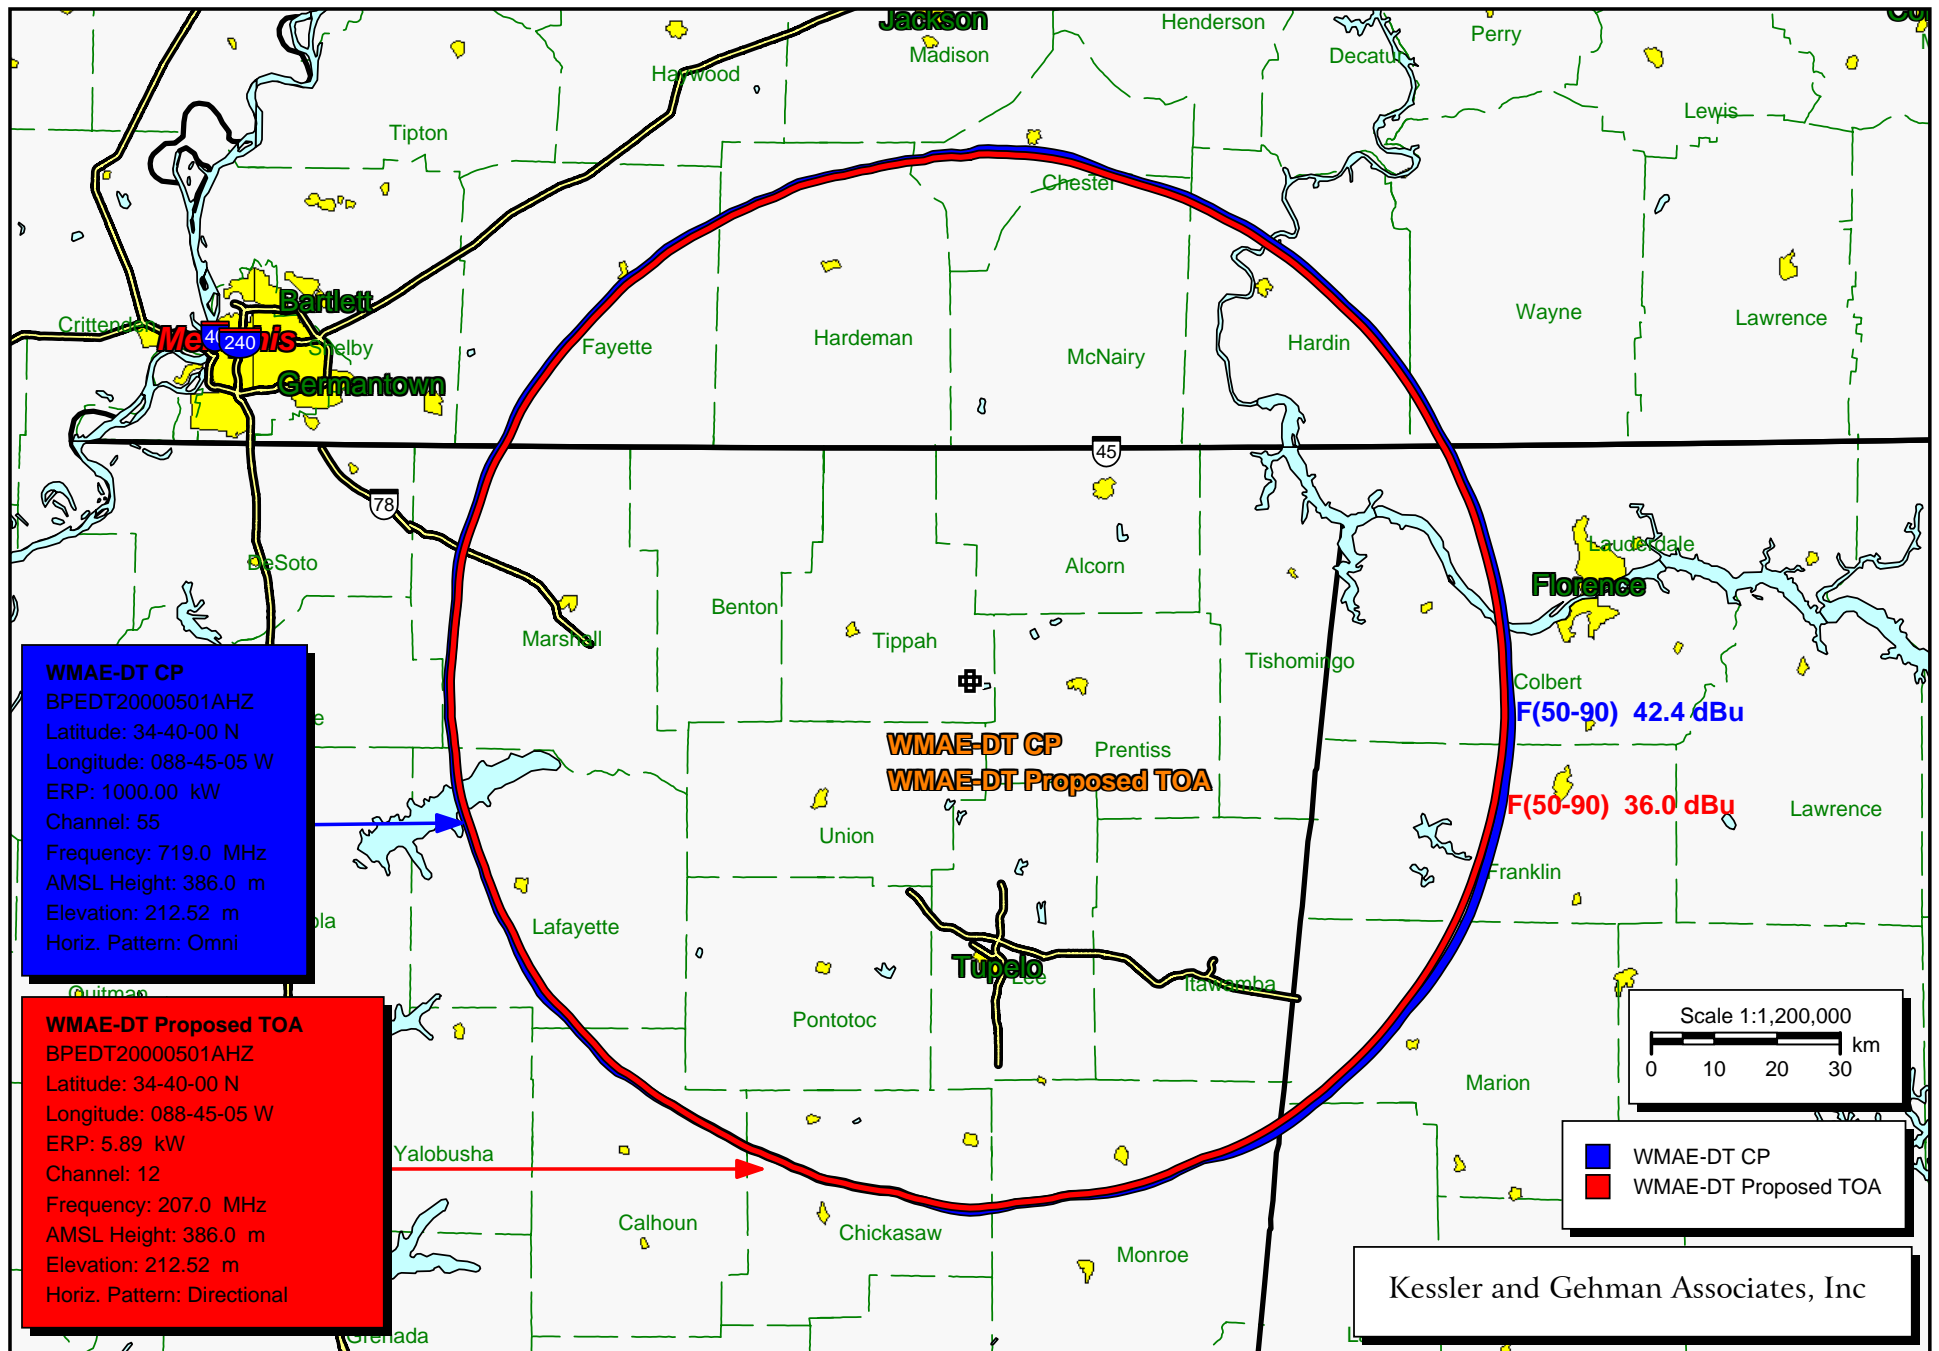 Jackson
Henderson
Perry
Madison
Decatur
Haywood
Lewis
Tipton
Chester
Bartlett
Crittenden
Memphis
40
240
Shelby
Fayette
Hardeman
McNairy
Hardin
Wayne
Lawrence
Germantown
45
78
DeSoto
Lauderdale
Alcorn
Florence
Benton
Marshall
Tippah
Tishomingo
Colbert
F(50-90) 42.4 dBu
WMAE-DT CP
WMAE-DT Proposed TOA
Prentiss
F(50-90) 36.0 dBu
Lawrence
Union
Franklin
Lafayette
Tupelo
Lee
Itawamba
Pontotoc
Quitman
Marion
Yalobusha
Calhoun
Chickasaw
Monroe
Grenada
WMAE-DT CP
BPEDT20000501AHZ
Latitude: 34-40-00 N
Longitude: 088-45-05 W
ERP: 1000.00 kW
Channel: 55
Frequency: 719.0 MHz
AMSL Height: 386.0 m
Elevation: 212.52 m
Horiz. Pattern: Omni
WMAE-DT Proposed TOA
BPEDT20000501AHZ
Latitude: 34-40-00 N
Longitude: 088-45-05 W
ERP: 5.89 kW
Channel: 12
Frequency: 207.0 MHz
AMSL Height: 386.0 m
Elevation: 212.52 m
Horiz. Pattern: Directional
Scale 1:1,200,000
0 10 20 30 km
WMAE-DT CP
WMAE-DT Proposed TOA
Kessler and Gehman Associates, Inc